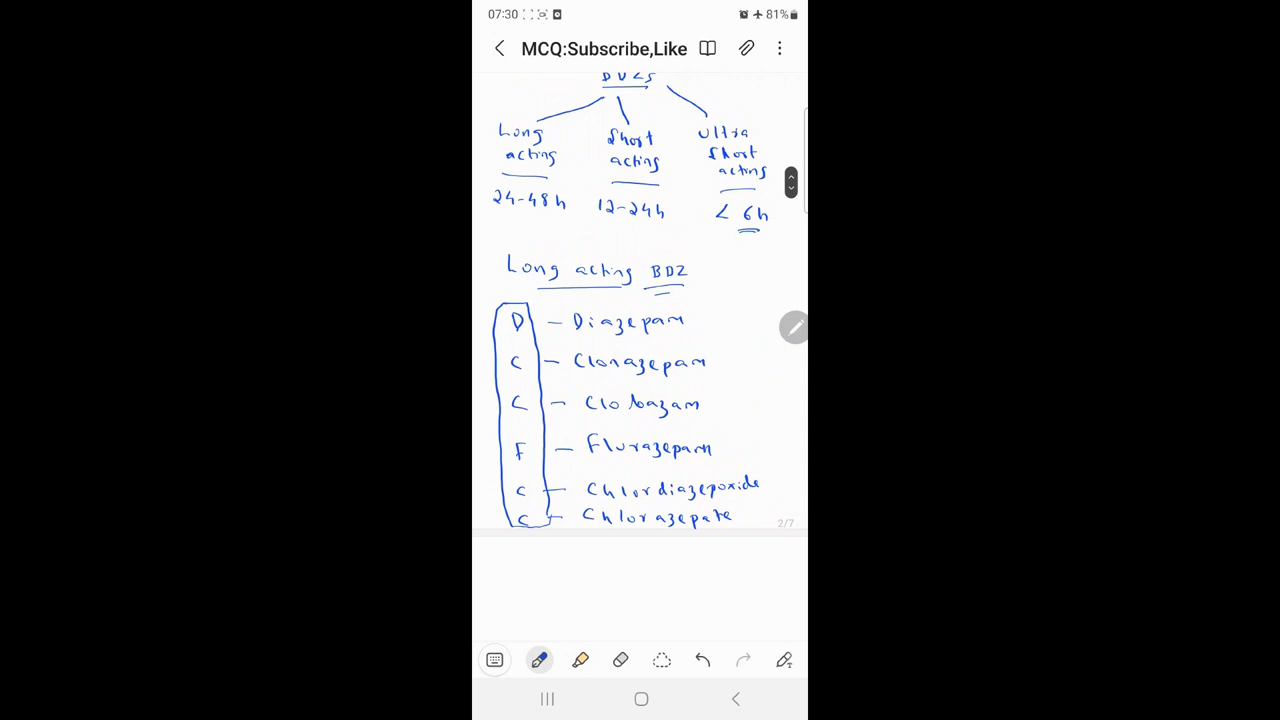 07:30
81%
MCQ:Subscribe,Like
BDZs
Long acting
24-48h
Short acting
12-24h
Ultra short acting
< 6h
Long acting BDZ
D - Diazepam
C - Clonazepam
C - Clobazam
F - Flurazepam
C - Chlordiazepoxide
C - Chlorazepate
2/7